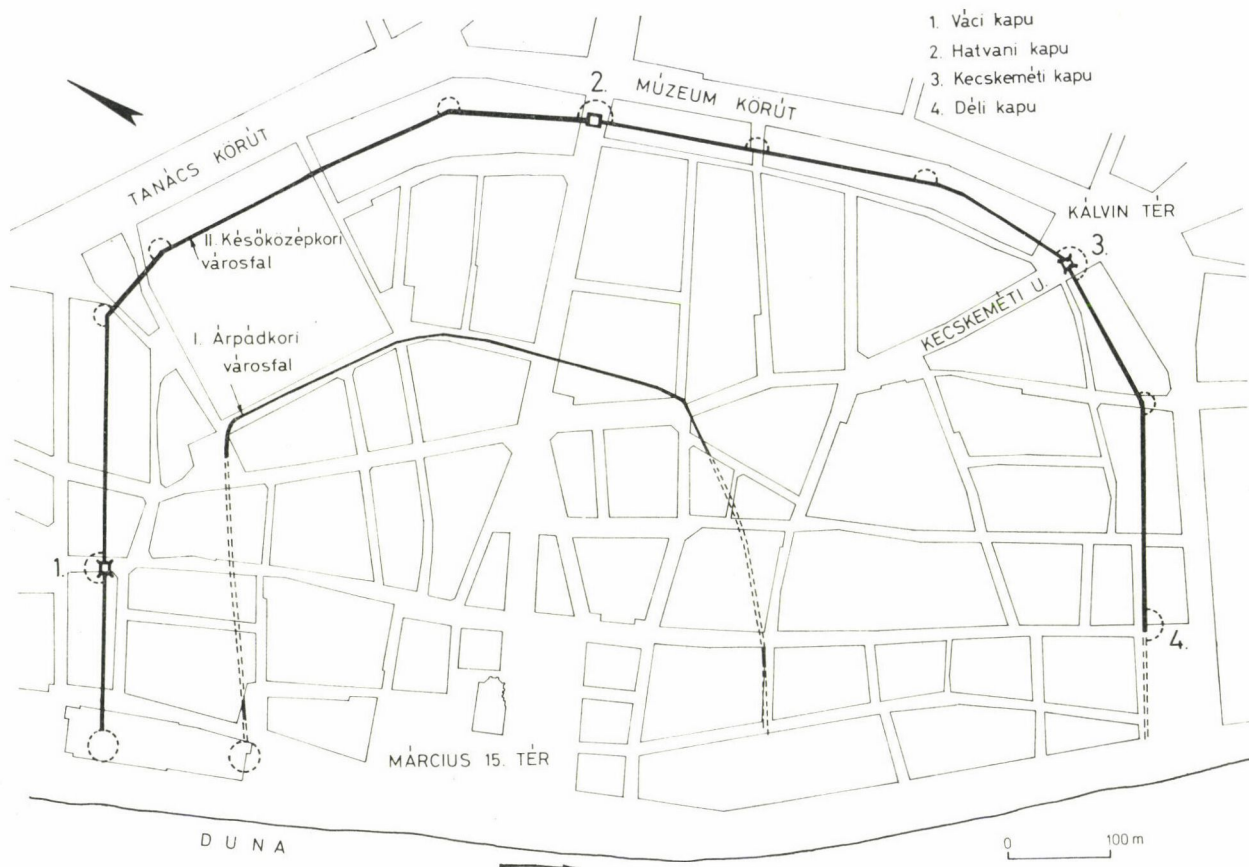 1. Váci kapu
2. Hatvani kapu
3. Kecskeméti kapu
4. Déli kapu
2.
MÚZEUM KÖRÚT
TANÁCS KÖRÚT
KÁLVIN TÉR
3.
II. Későközépkori
városfal
KECSKEMÉTI U.
I. Árpádkori
városfal
1.
4.
MÁRCIUS 15. TÉR
DUNA
0 100 m